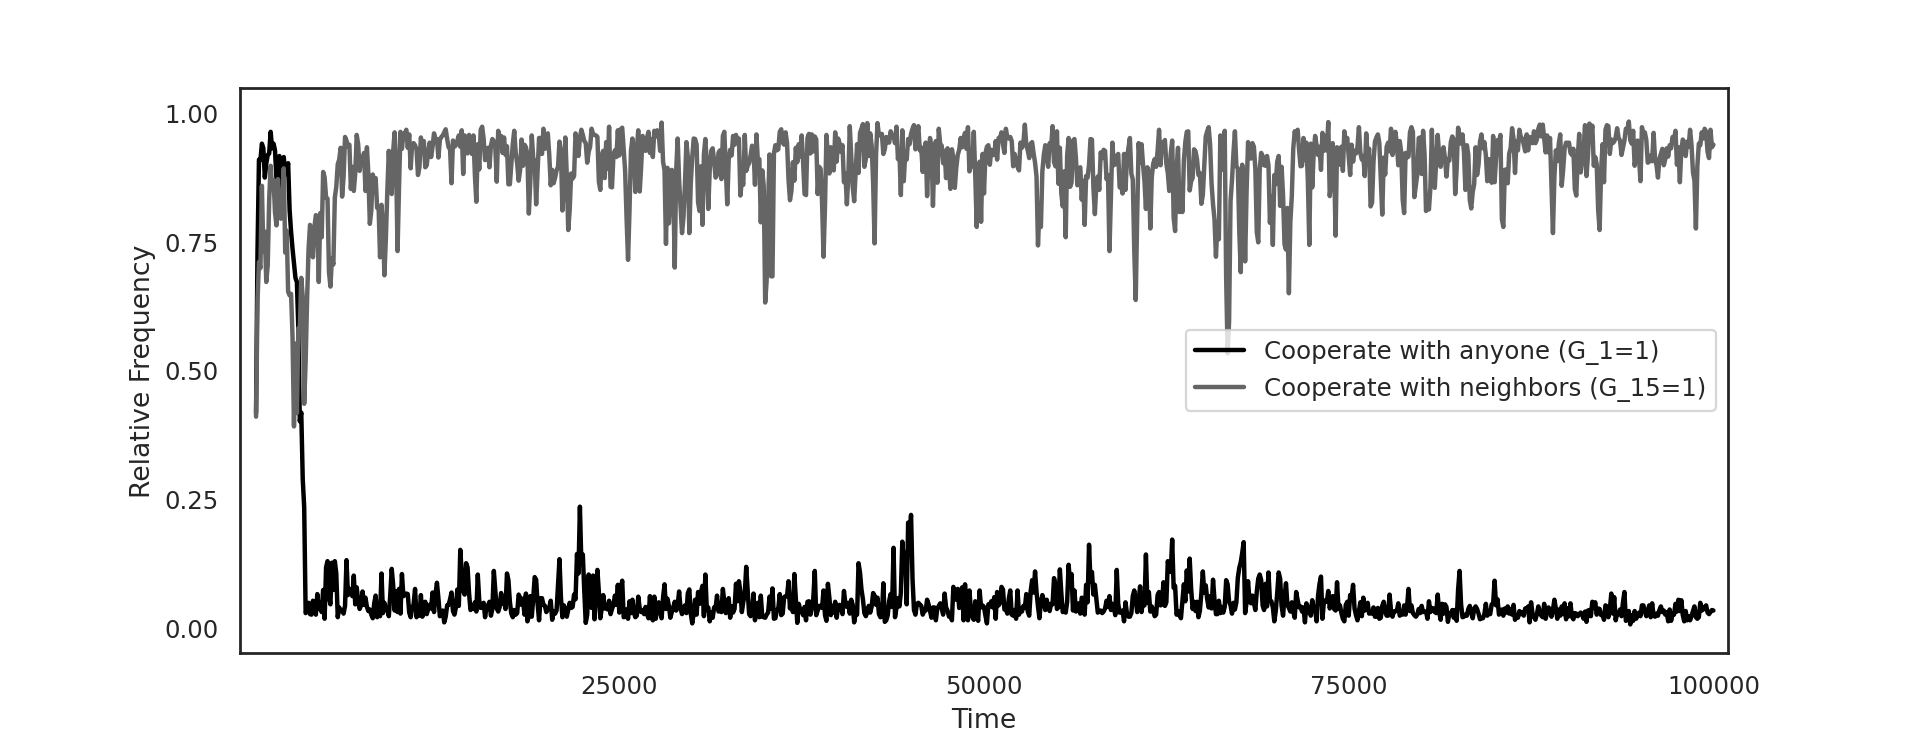 1.00
0.75
0.50
0.25
0.00
Relative Frequency
Cooperate with anyone (G_1=1)
Cooperate with neighbors (G_15=1)
25000 50000 75000 100000
Time